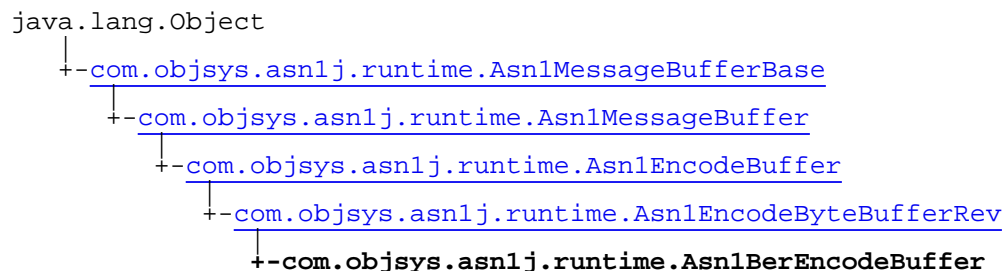 java.lang.Object
+-com.objsys.asn1j.runtime.Asn1MessageBufferBase
+-com.objsys.asn1j.runtime.Asn1MessageBuffer
+-com.objsys.asn1j.runtime.Asn1EncodeBuffer
+-com.objsys.asn1j.runtime.Asn1EncodeByteBufferRev
+-com.objsys.asn1j.runtime.Asn1BerEncodeBuffer